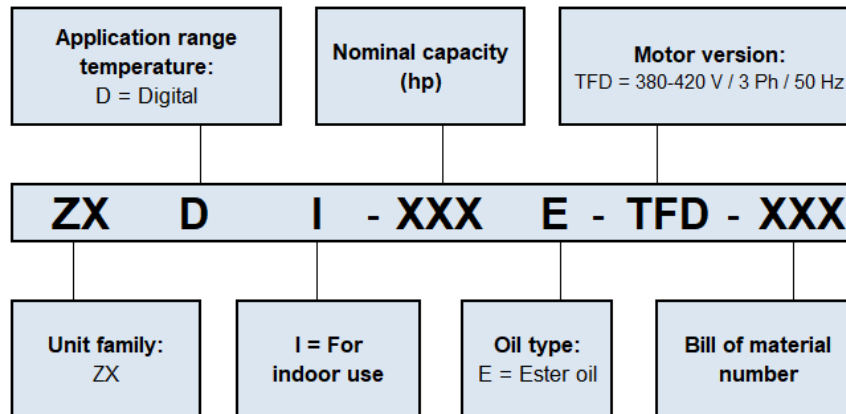 Application range
temperature:
D = Digital
Nominal capacity
(hp)
Motor version:
TFD = 380-420 V / 3 Ph / 50 Hz
ZX D I - XXX E - TFD - XXX
Unit family:
ZX
I = For
indoor use
Oil type:
E = Ester oil
Bill of material
number